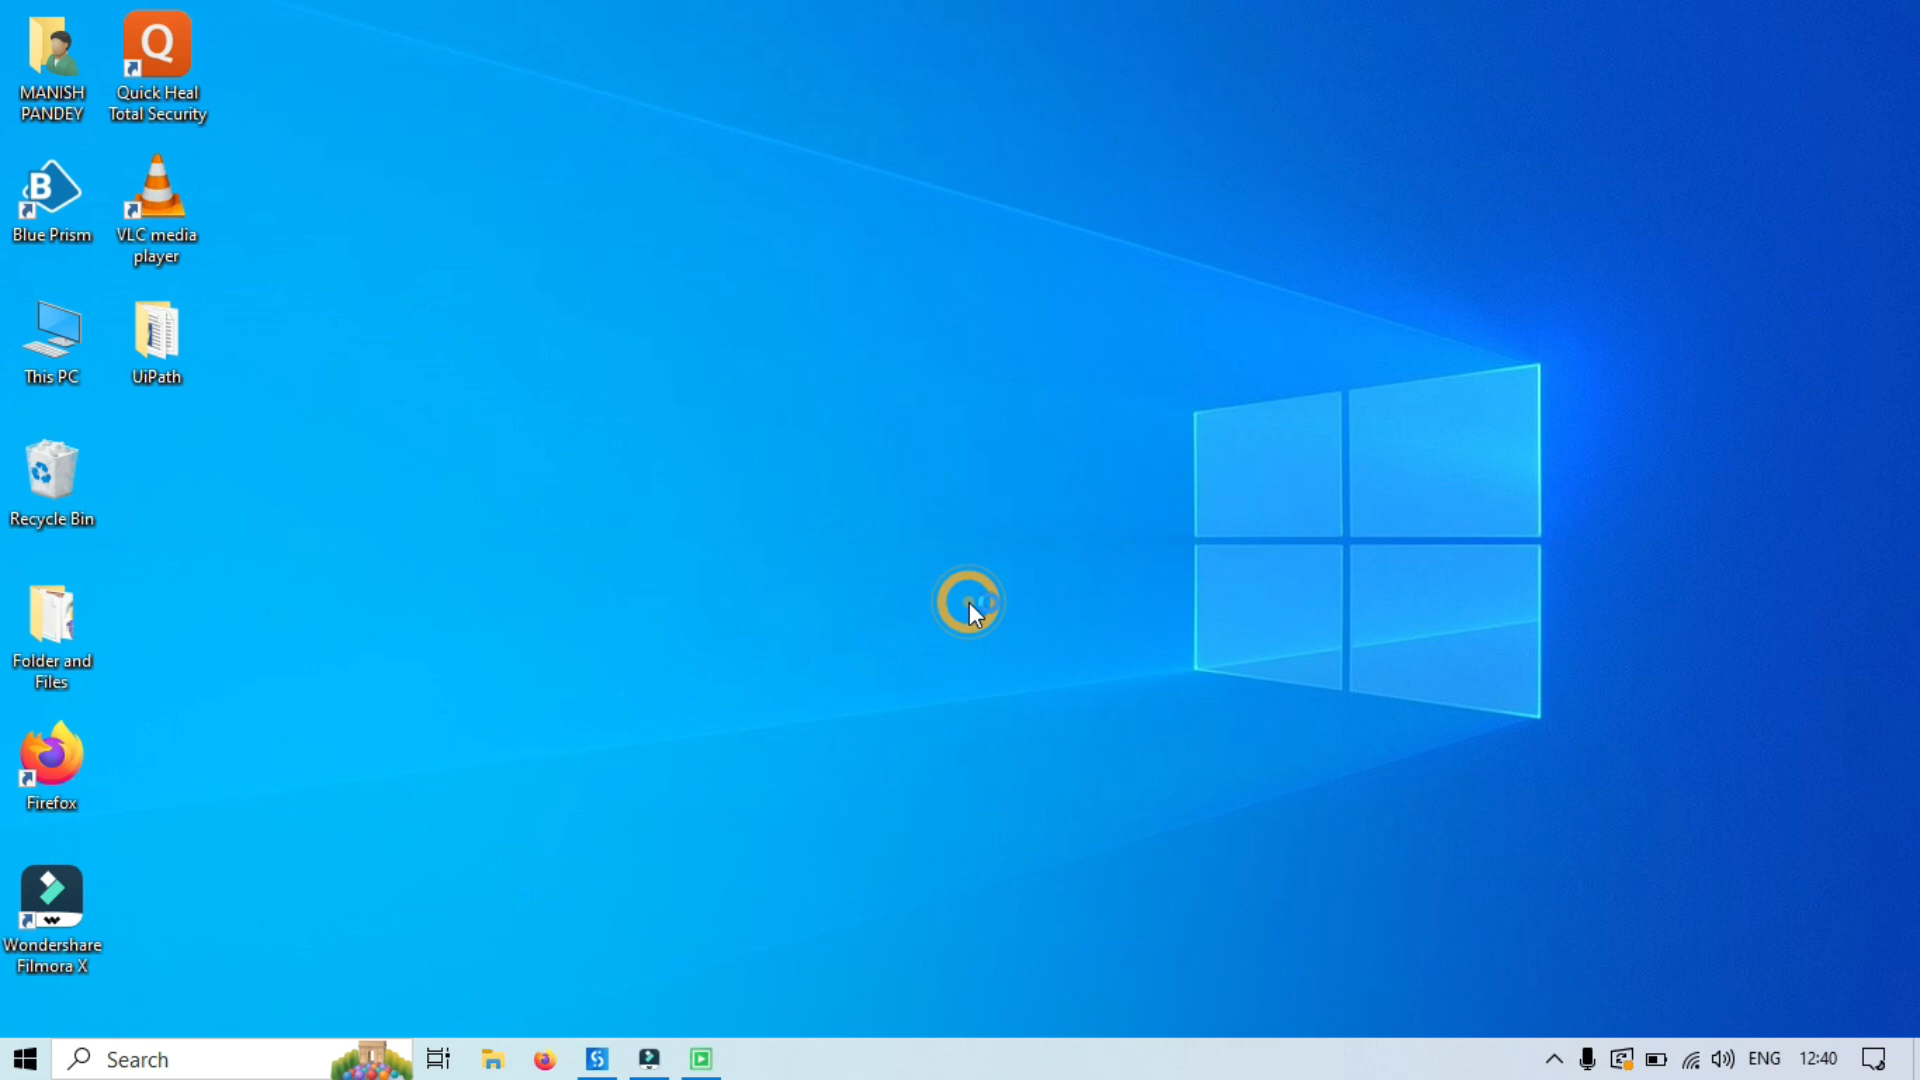 MANISH
PANDEY
Q
Quick Heal
Total Security
B
Blue Prism
VLC media
player
This PC
UiPath
Recycle Bin
Folder and
Files
Firefox
Wondershare
Filmora X
Search
ENG
12:40